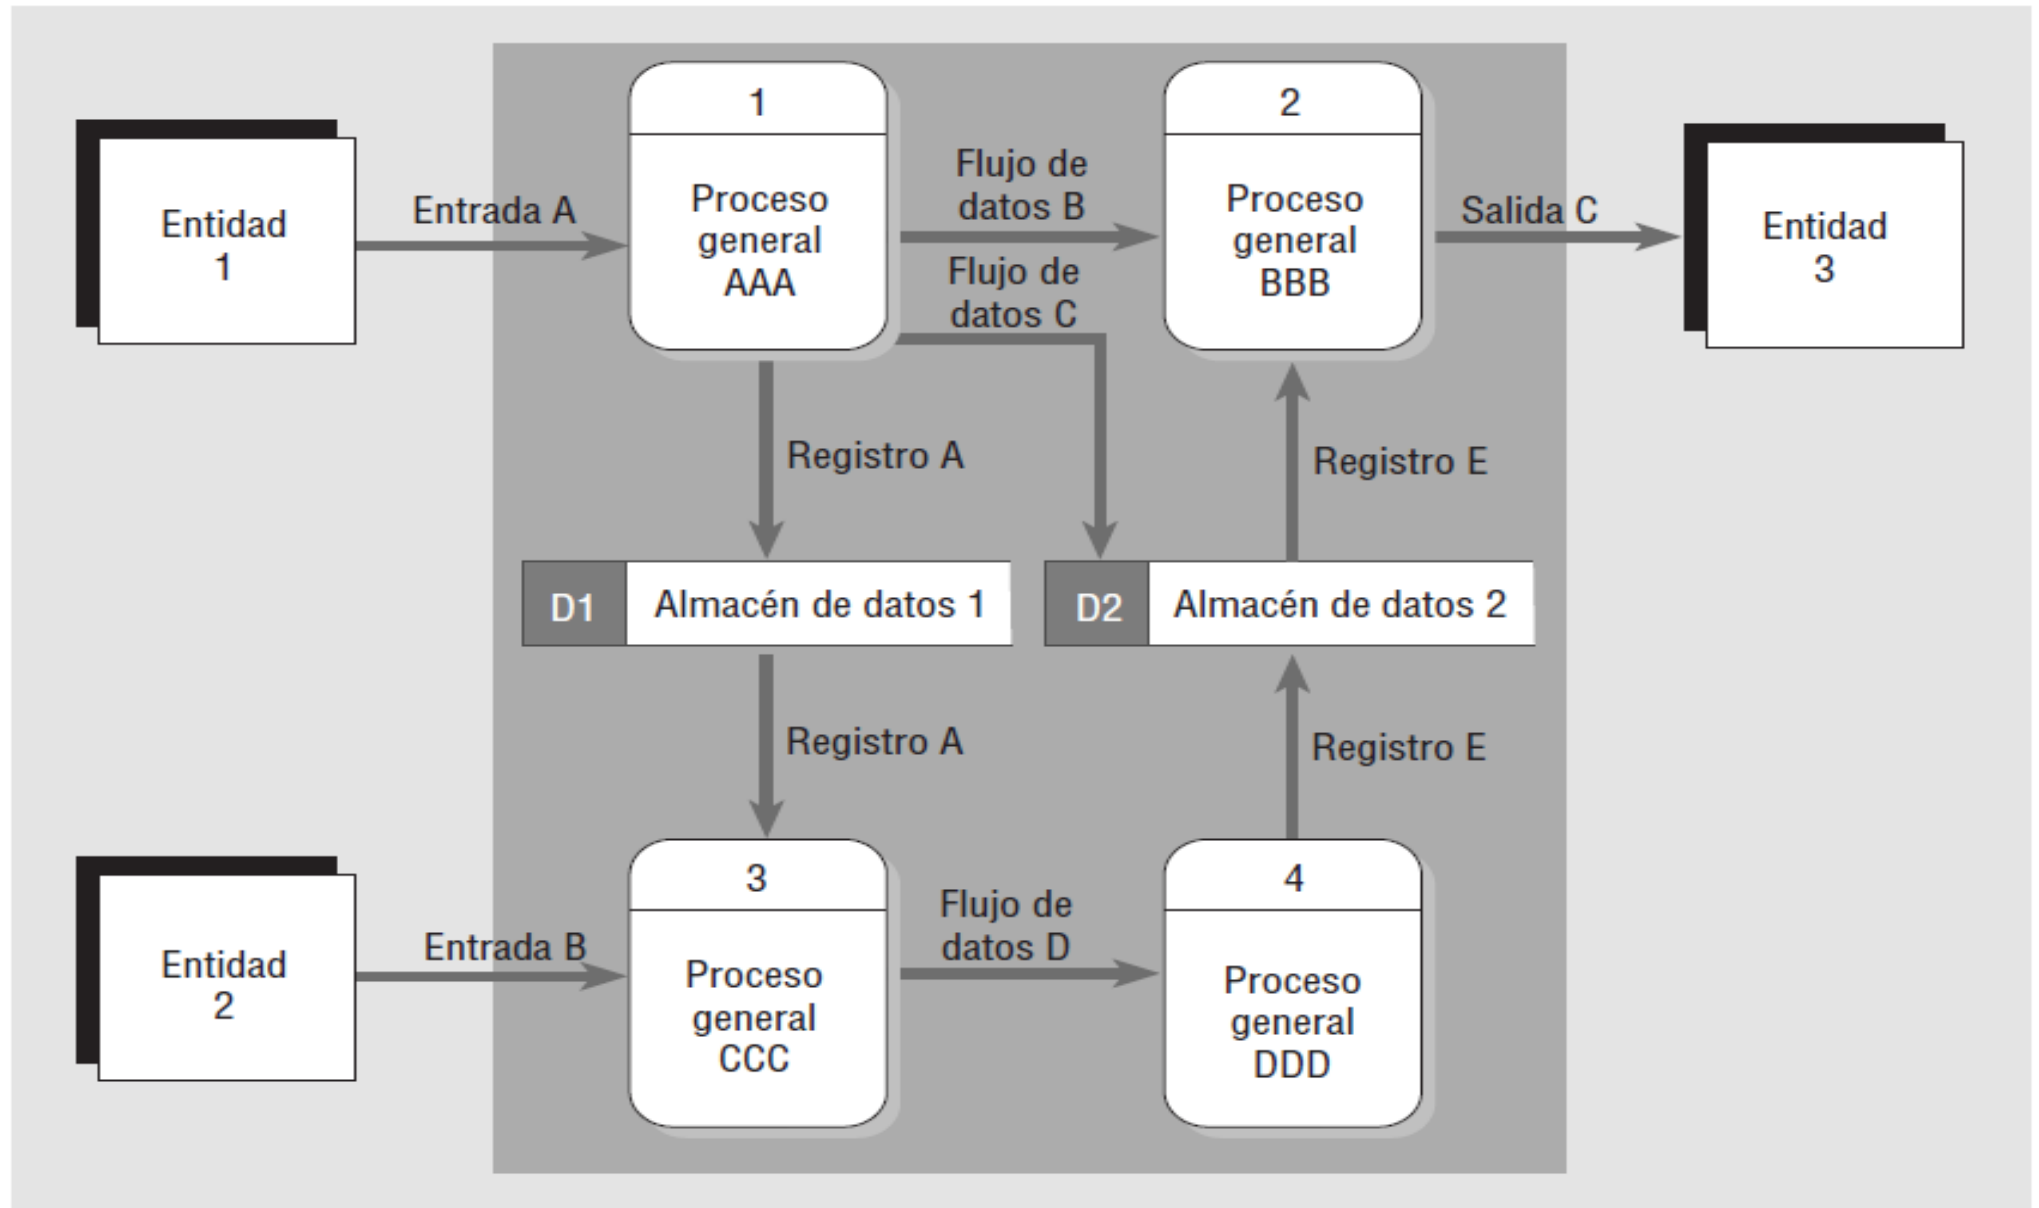 1
2
Entidad
1
Entrada A
Proceso
general
AAA
Flujo de
datos B
Flujo de
datos C
Proceso
general
BBB
Salida C
Entidad
3
Registro A
Registro E
D1
Almacén de datos 1
D2
Almacén de datos 2
Registro A
Registro E
3
4
Entidad
2
Entrada B
Proceso
general
CCC
Flujo de
datos D
Proceso
general
DDD